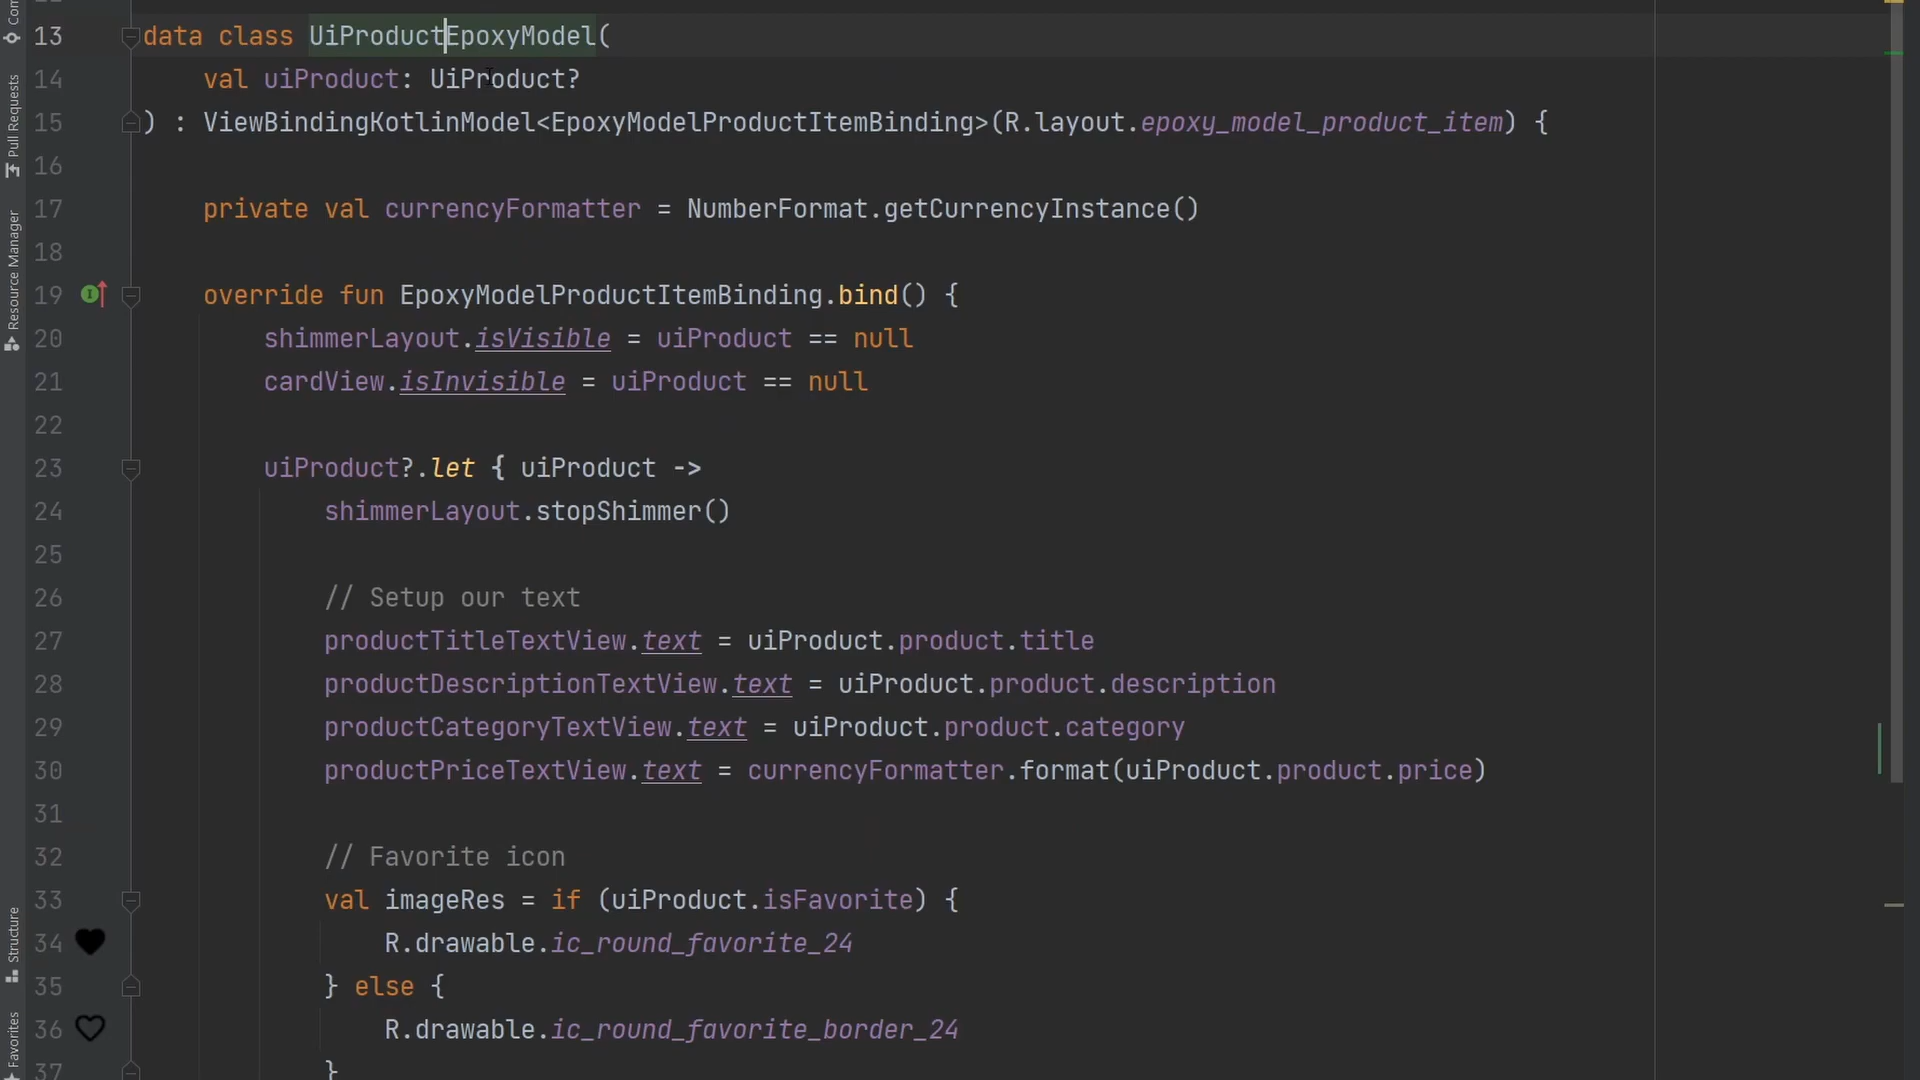 13 data class UiProductEpoxyModel(
14 val uiProduct: UiProduct?
15 ) : ViewBindingKotlinModel<EpoxyModelProductItemBinding>(R.layout.epoxy_model_product_item) {
16
17 private val currencyFormatter = NumberFormat.getCurrencyInstance()
18
19 override fun EpoxyModelProductItemBinding.bind() {
20 shimmerLayout.isVisible = uiProduct == null
21 cardView.isInvisible = uiProduct == null
22
23 uiProduct?.let { uiProduct ->
24 shimmerLayout.stopShimmer()
25
26 // Setup our text
27 productTitleTextView.text = uiProduct.product.title
28 productDescriptionTextView.text = uiProduct.product.description
29 productCategoryTextView.text = uiProduct.product.category
30 productPriceTextView.text = currencyFormatter.format(uiProduct.product.price)
31
32 // Favorite icon
33 val imageRes = if (uiProduct.isFavorite) {
34 R.drawable.ic_round_favorite_24
35 } else {
36 R.drawable.ic_round_favorite_border_24
37 }
Pull Requests
Resource Manager
Structure
Favorites